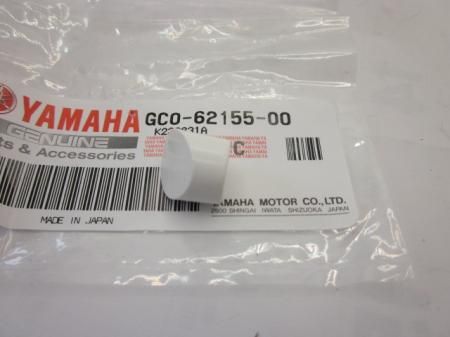 YAMAHA GC0-62155-00
GENUINE
ts & Accessories
C
MADE IN JAPAN
YAMAHA MOTOR CO.,LTD.
2500 SHINGAI IWATA SHIZUOKA JAPAN